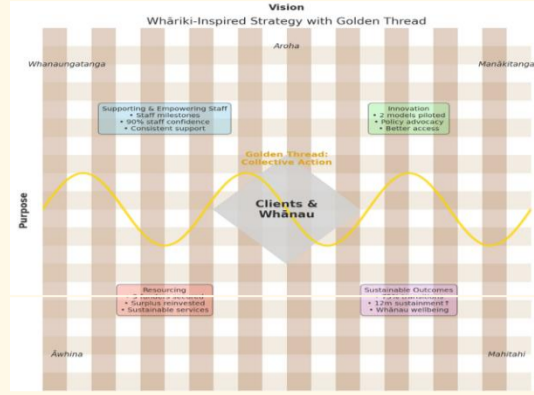 Vision
Whāriki-Inspired Strategy with Golden Thread
Aroha
Whanaungatanga
Manākitanga
Supporting & Empowering Staff
• Staff milestones
• 90% staff confidence
• Consistent support
Innovation
• 2 models piloted
• Policy advocacy
• Better access
Golden Thread:
Collective Action
Purpose
Clients &
Whānau
Resourcing
• Surplus reinvested
• Sustainable services
Sustainable Outcomes
• 12m sustainment↑
• Whānau wellbeing
Āwhina
Mahitahi